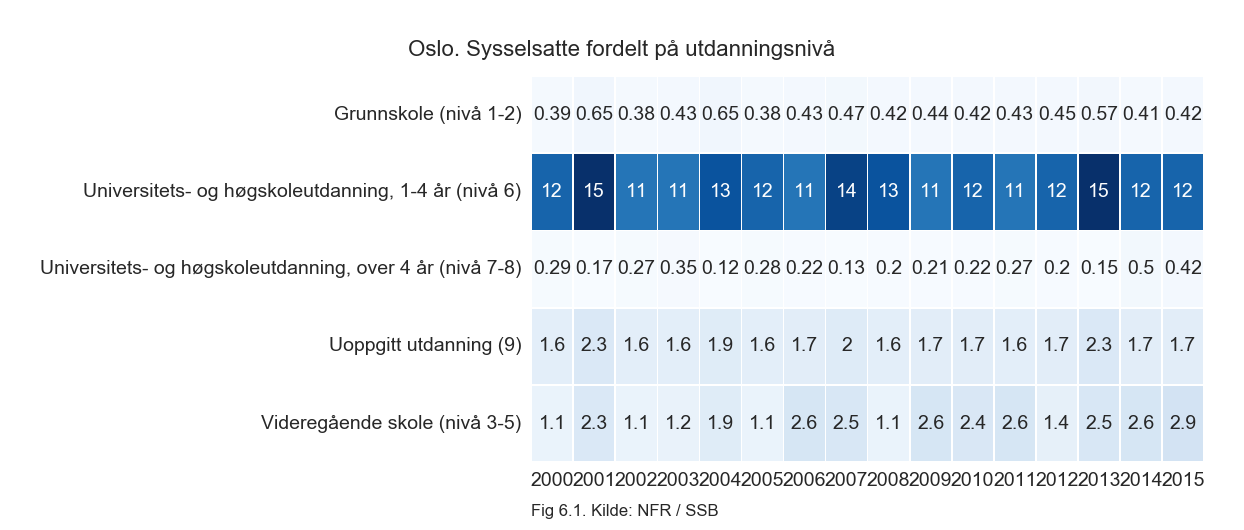 Oslo. Sysselsatte fordelt på utdanningsnivå
Grunnskole (nivå 1-2) 0.39 0.65 0.38 0.43 0.65 0.38 0.43 0.47 0.42 0.44 0.42 0.43 0.45 0.57 0.41 0.42
Universitets- og høgskoleutdanning, 1-4 år (nivå 6) 12 15 11 11 13 12 11 14 13 11 12 11 12 15 12 12
Universitets- og høgskoleutdanning, over 4 år (nivå 7-8) 0.29 0.17 0.27 0.35 0.12 0.28 0.22 0.13 0.2 0.21 0.22 0.27 0.2 0.15 0.5 0.42
Uoppgitt utdanning (9) 1.6 2.3 1.6 1.6 1.9 1.6 1.7 2 1.6 1.7 1.7 1.6 1.7 2.3 1.7 1.7
Videregående skole (nivå 3-5) 1.1 2.3 1.1 1.2 1.9 1.1 2.6 2.5 1.1 2.6 2.4 2.6 1.4 2.5 2.6 2.9
2000 2001 2002 2003 2004 2005 2006 2007 2008 2009 2010 2011 2012 2013 2014 2015
Fig 6.1. Kilde: NFR / SSB